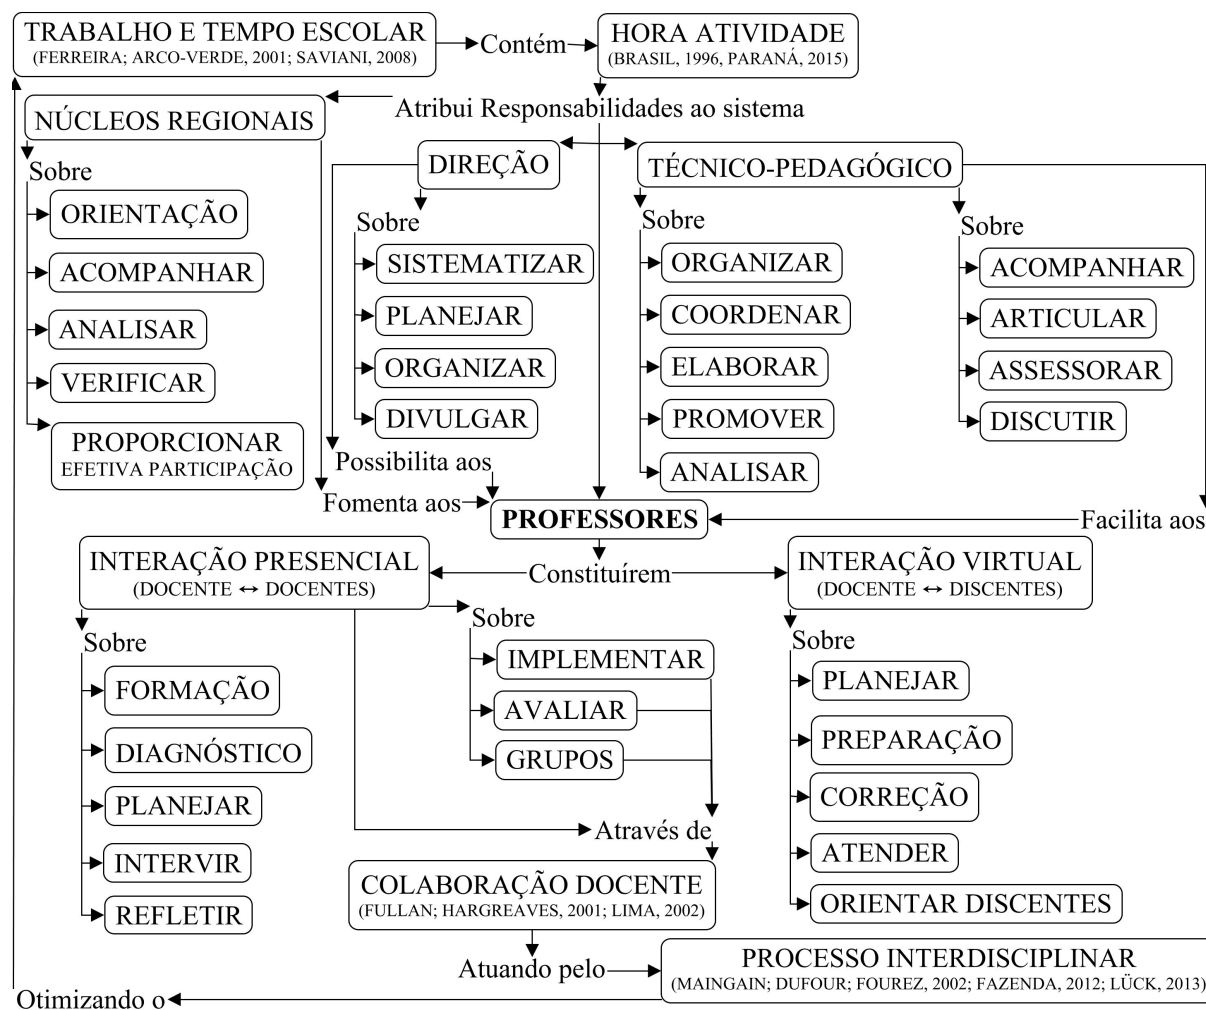 TRABALHO E TEMPO ESCOLAR
(FERREIRA; ARCO-VERDE, 2001; SAVIANI, 2008)
Contém
HORA ATIVIDADE
(BRASIL, 1996, PARANÁ, 2015)
Atribui Responsabilidades ao sistema
NÚCLEOS REGIONAIS
Sobre
ORIENTAÇÃO
ACOMPANHAR
ANALISAR
VERIFICAR
PROPORCIONAR
EFETIVA PARTICIPAÇÃO
DIREÇÃO
Sobre
SISTEMATIZAR
PLANEJAR
ORGANIZAR
DIVULGAR
TÉCNICO-PEDAGÓGICO
Sobre
ORGANIZAR
COORDENAR
ELABORAR
PROMOVER
ANALISAR
Sobre
ACOMPANHAR
ARTICULAR
ASSESSORAR
DISCUTIR
Possibilita aos
Fomenta aos
PROFESSORES
Facilita aos
Constituírem
INTERAÇÃO PRESENCIAL
(DOCENTE ↔ DOCENTES)
Sobre
FORMAÇÃO
DIAGNÓSTICO
PLANEJAR
INTERVIR
REFLETIR
Sobre
IMPLEMENTAR
AVALIAR
GRUPOS
INTERAÇÃO VIRTUAL
(DOCENTE ↔ DISCENTES)
Sobre
PLANEJAR
PREPARAÇÃO
CORREÇÃO
ATENDER
ORIENTAR DISCENTES
Através de
COLABORAÇÃO DOCENTE
(FULLAN; HARGREAVES, 2001; LIMA, 2002)
Atuando pelo
PROCESSO INTERDISCIPLINAR
(MAINGAIN; DUFOUR; FOUREZ, 2002; FAZENDA, 2012; LÜCK, 2013)
Otimizando o